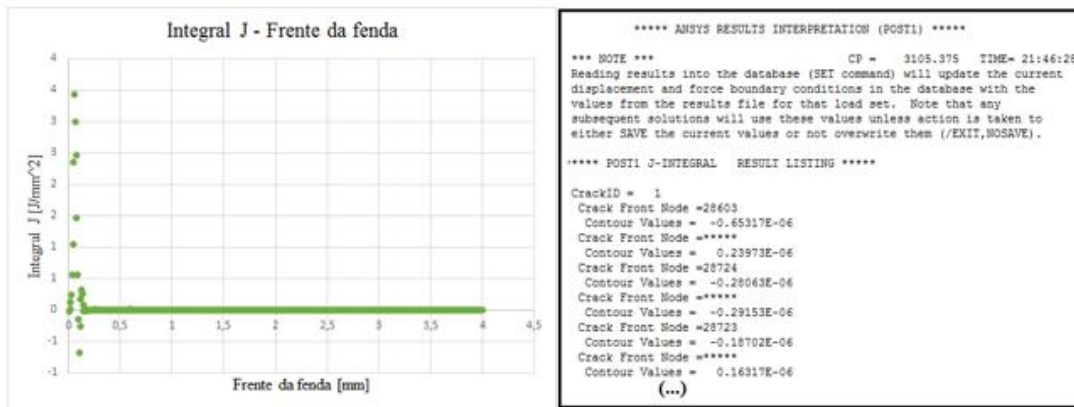 Integral J - Frente da fenda
4
4
3
3
2
2
1
1
0
-1
-1
0
0,5
1
1,5
2
2,5
3
3,5
4
4,5
Integral J [J/mm^2]
Frente da fenda [mm]
***** ANSYS RESULTS INTERPRETATION (POST1) *****
*** NOTE *** CP = 3105.375 TIME= 21:46:28
Reading results into the database (SET command) will update the current
displacement and force boundary conditions in the database with the
values from the results file for that load set. Note that any
subsequent solutions will use these values unless action is taken to
either SAVE the current values or not overwrite them (/EXIT,NOSAVE).
***** POST1 J-INTEGRAL RESULT LISTING *****
CrackID = 1
Crack Front Node =28603
Contour Values = -0.65317E-06
Crack Front Node =*****
Contour Values = 0.23973E-06
Crack Front Node =28724
Contour Values = -0.28063E-06
Crack Front Node =*****
Contour Values = -0.29153E-06
Crack Front Node =28723
Contour Values = -0.18702E-06
Crack Front Node =*****
Contour Values = 0.16317E-06
(...)